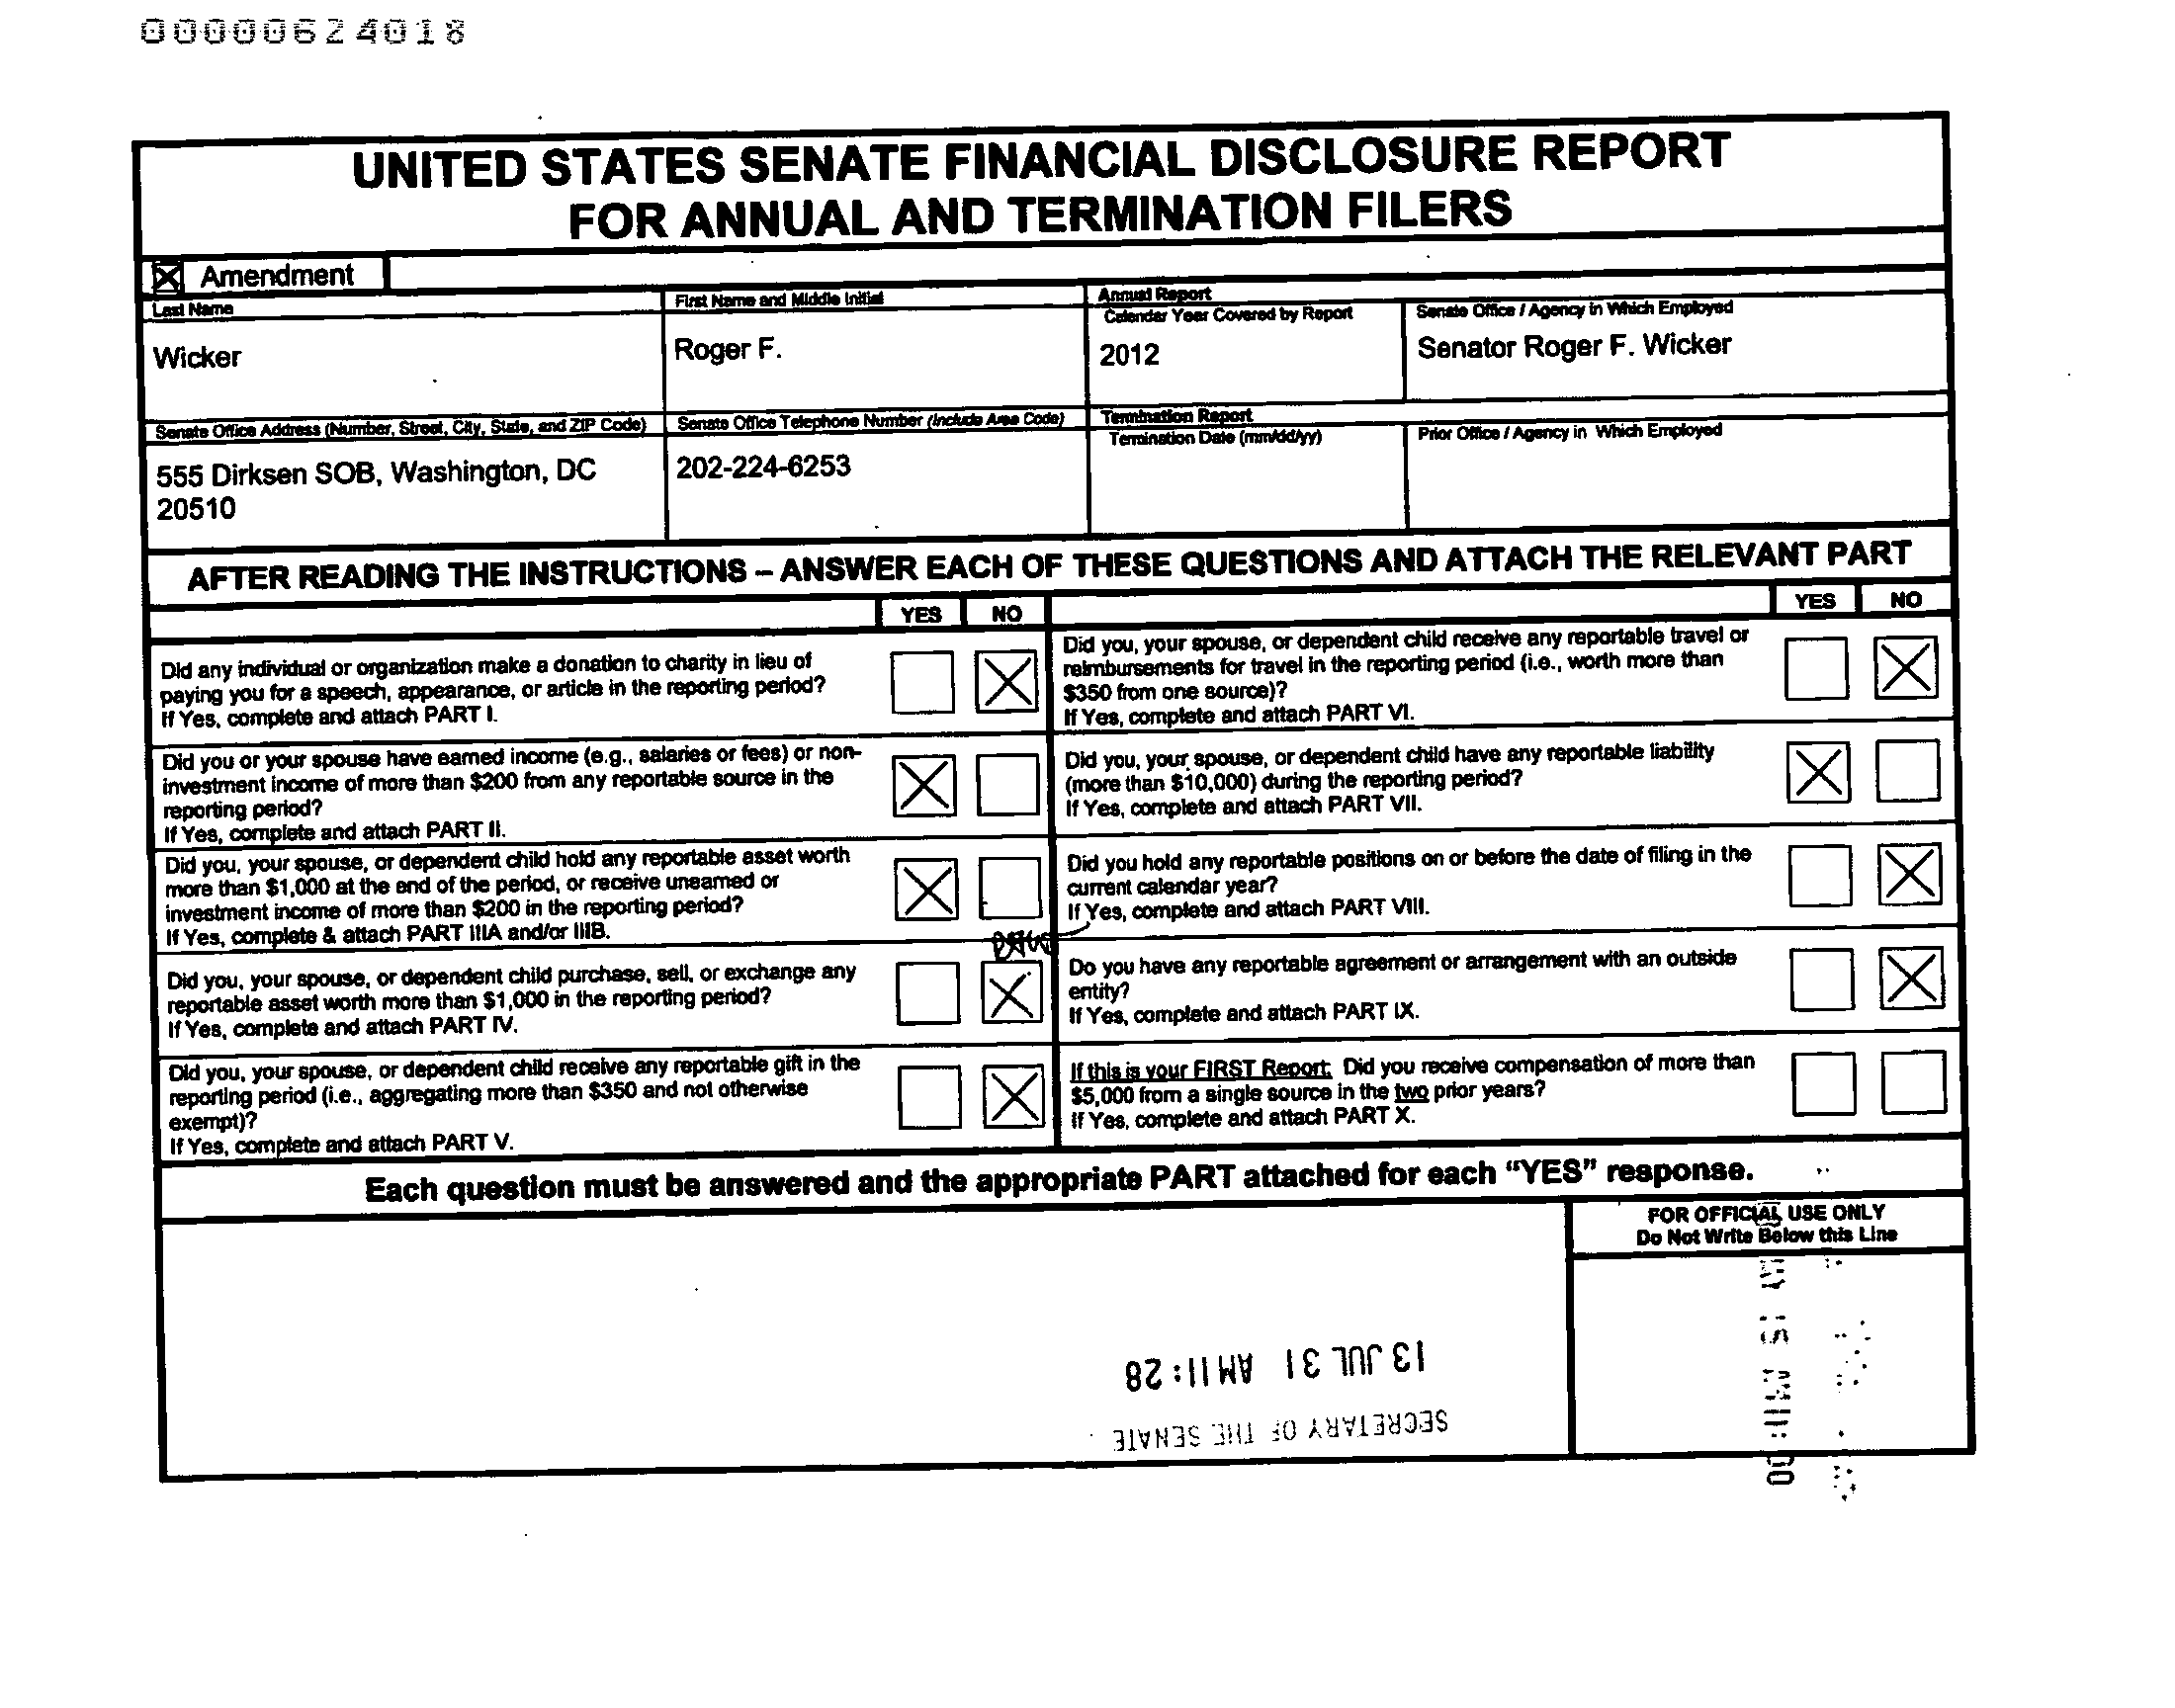 00000624018
UNITED STATES SENATE FINANCIAL DISCLOSURE REPORT
FOR ANNUAL AND TERMINATION FILERS
Amendment
Last Name
First Name and Middle Initial
Annual Report
Calendar Year Covered by Report
Senate Office / Agency in Which Employed
Wicker
Roger F.
2012
Senator Roger F. Wicker
Senate Office Address (Number, Street, City, State, and ZIP Code)
Senate Office Telephone Number (Include Area Code)
Termination Report
Termination Date (mm/dd/yy)
Prior Office / Agency in Which Employed
555 Dirksen SOB, Washington, DC
20510
202-224-6253
AFTER READING THE INSTRUCTIONS – ANSWER EACH OF THESE QUESTIONS AND ATTACH THE RELEVANT PART
YES NO
YES NO
Did any individual or organization make a donation to charity in lieu of
paying you for a speech, appearance, or article in the reporting period?
If Yes, complete and attach PART I.
Did you, your spouse, or dependent child receive any reportable travel or
reimbursements for travel in the reporting period (i.e., worth more than
$350 from one source)?
If Yes, complete and attach PART VI.
Did you or your spouse have earned income (e.g., salaries or fees) or non-
investment income of more than $200 from any reportable source in the
reporting period?
If Yes, complete and attach PART II.
Did you, your spouse, or dependent child have any reportable liability
(more than $10,000) during the reporting period?
If Yes, complete and attach PART VII.
Did you, your spouse, or dependent child hold any reportable asset worth
more than $1,000 at the end of the period, or receive unearned or
investment income of more than $200 in the reporting period?
If Yes, complete & attach PART IIIA and/or IIIB.
Did you hold any reportable positions on or before the date of filing in the
current calendar year?
If Yes, complete and attach PART VIII.
Did you, your spouse, or dependent child purchase, sell, or exchange any
reportable asset worth more than $1,000 in the reporting period?
If Yes, complete and attach PART IV.
Do you have any reportable agreement or arrangement with an outside
entity?
If Yes, complete and attach PART IX.
Did you, your spouse, or dependent child receive any reportable gift in the
reporting period (i.e., aggregating more than $350 and not otherwise
exempt)?
If Yes, complete and attach PART V.
If this is your FIRST Report: Did you receive compensation of more than
$5,000 from a single source in the two prior years?
If Yes, complete and attach PART X.
Each question must be answered and the appropriate PART attached for each “YES” response.
FOR OFFICIAL USE ONLY
Do Not Write Below this Line
SECRETARY OF THE SENATE
13 JUL 31 AM 11:28